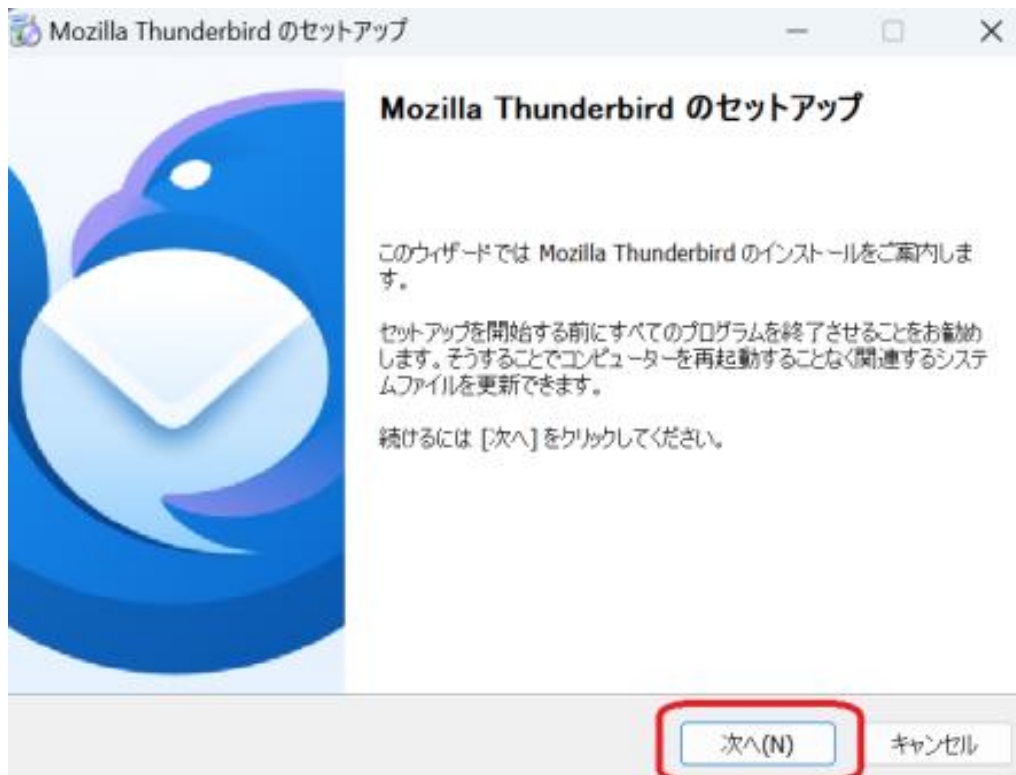 Mozilla Thunderbird のセットアップ
Mozilla Thunderbird のセットアップ
このウィザードでは Mozilla Thunderbird のインストールをご案内しま
す。
セットアップを開始する前にすべてのプログラムを終了させることをお勧め
します。そうすることでコンピューターを再起動することなく関連するシステ
ムファイルを更新できます。
続けるには [次へ] をクリックしてください。
次へ(N)
キャンセル